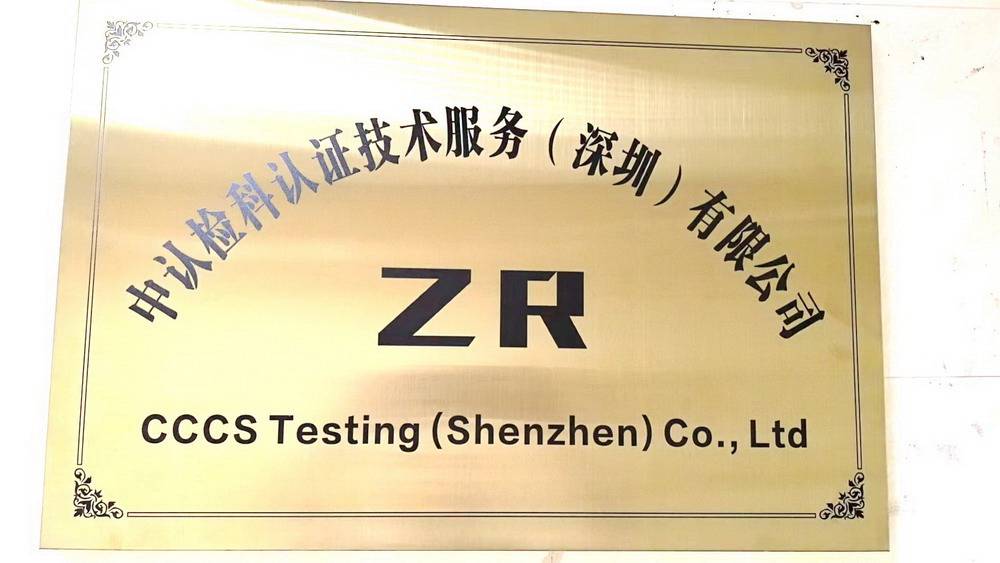 中认检科认证技术服务（深圳）有限公司
ZR
CCCS Testing (Shenzhen) Co., Ltd